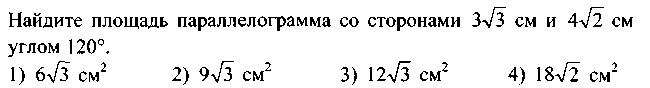 Найдите площадь параллелограмма со сторонами 3√3 см и 4√2 см
углом 120°.
1) 6√3 см² 2) 9√3 см² 3) 12√3 см² 4) 18√2 см²